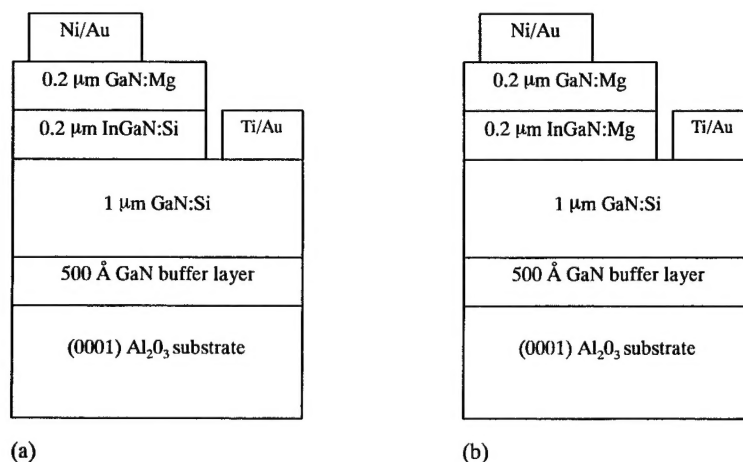 Ni/Au
0.2 μm GaN:Mg
0.2 μm InGaN:Si
Ti/Au
1 μm GaN:Si
500 Å GaN buffer layer
(0001) Al₂0₃ substrate
(a)
Ni/Au
0.2 μm GaN:Mg
0.2 μm InGaN:Mg
Ti/Au
1 μm GaN:Si
500 Å GaN buffer layer
(0001) Al₂0₃ substrate
(b)